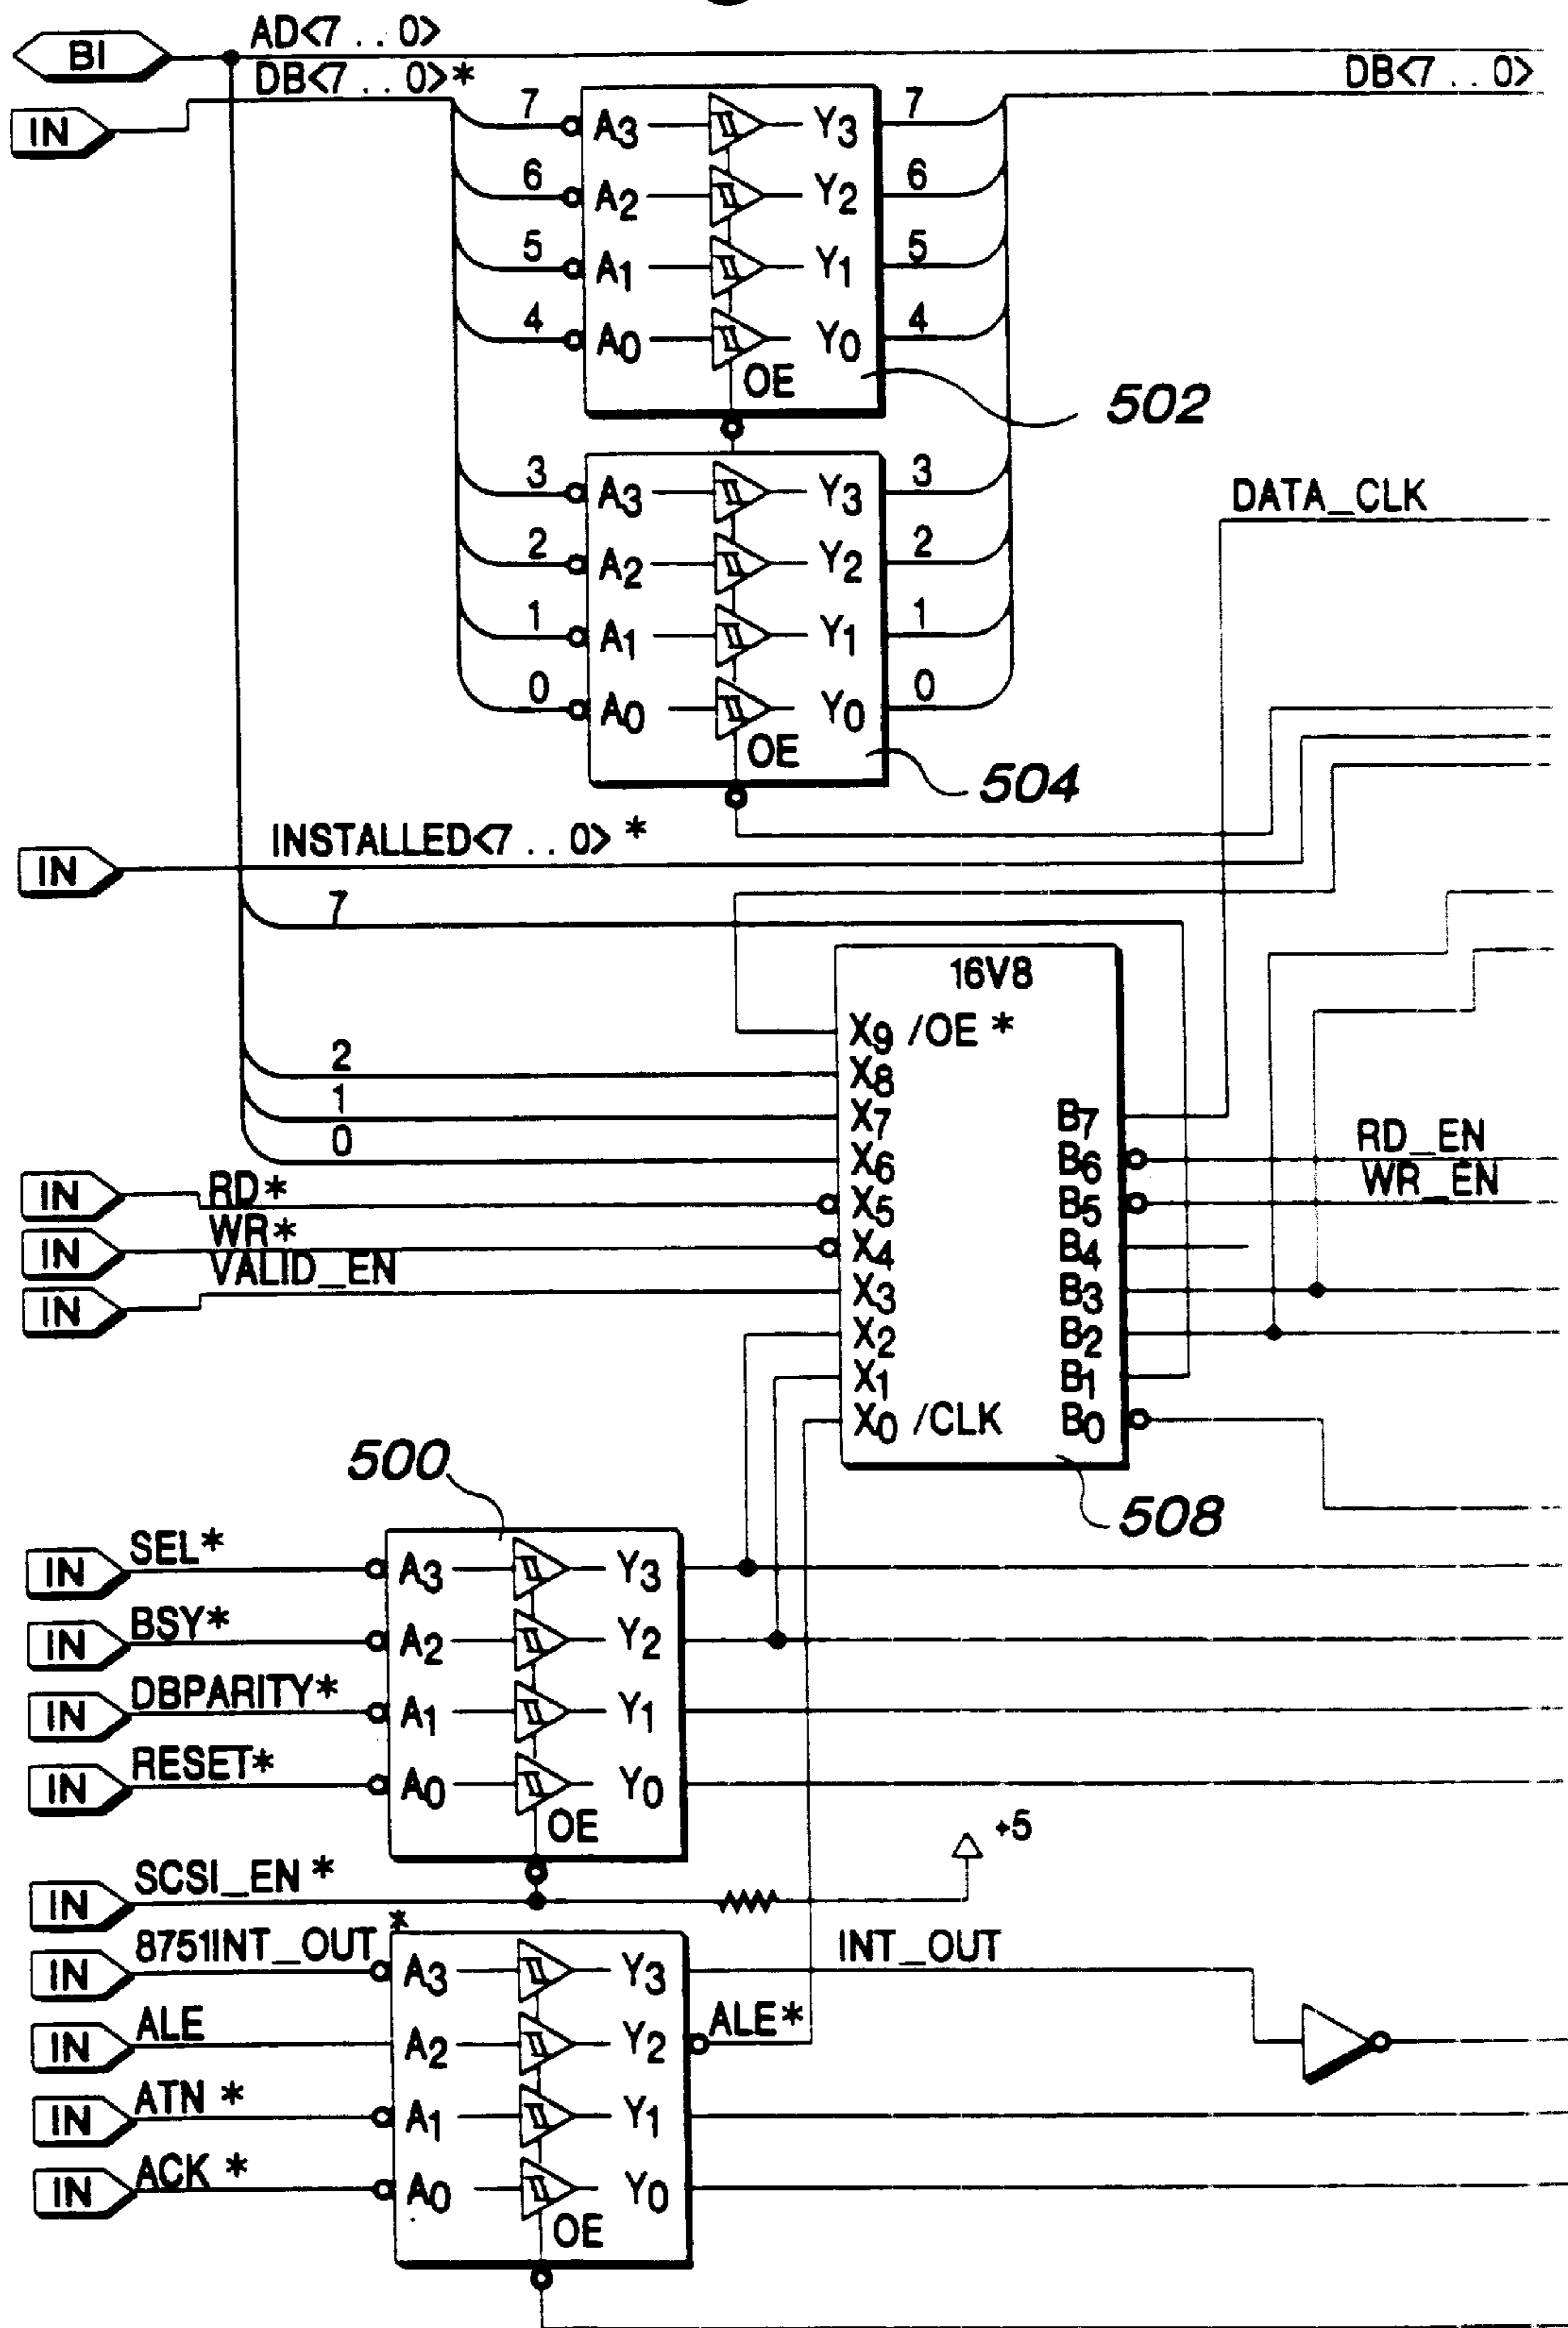 BI AD<7 . . 0>
IN DB<7 . . 0>* DB<7 . . 0>
7 A3 Y3 7
6 A2 Y2 6
5 A1 Y1 5
4 A0 Y0 4
OE
502
3 A3 Y3 3
2 A2 Y2 2
1 A1 Y1 1
0 A0 Y0 0
OE
504
DATA_CLK
IN INSTALLED<7 . . 0>*
7
16V8
X9 /OE *
2 X8
1 X7 B7
0 X6 B6 RD_EN
IN RD* X5 B5 WR_EN
IN WR* X4 B4
IN VALID_EN X3 B3
X2 B2
X1 B1
X0 /CLK B0
508
500
IN SEL* A3 Y3
IN BSY* A2 Y2
IN DBPARITY* A1 Y1
IN RESET* A0 Y0
OE
+5
IN SCSI_EN *
IN 8751INT_OUT * A3 Y3 INT_OUT
IN ALE A2 Y2 ALE*
IN ATN * A1 Y1
IN ACK * A0 Y0
OE